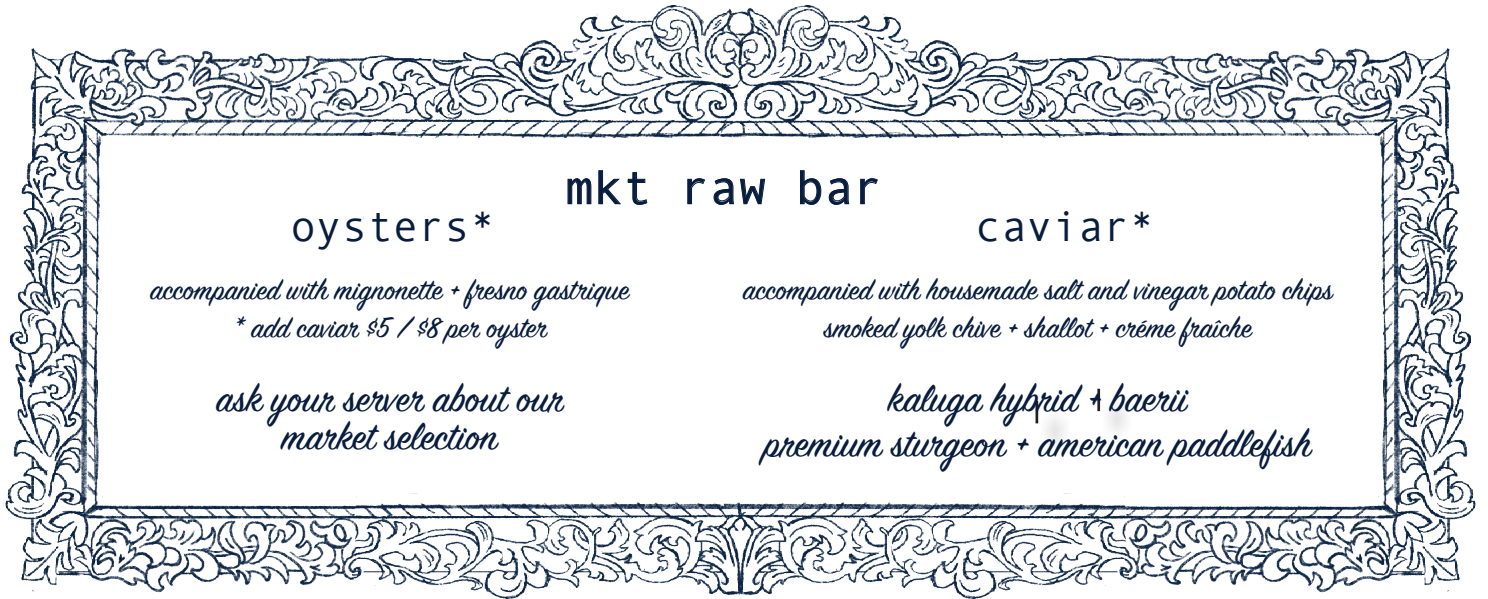 mkt raw bar
oysters*
accompanied with mignonette + fresno gastrique
* add caviar $5 / $8 per oyster
ask your server about our
market selection
caviar*
accompanied with housemade salt and vinegar potato chips
smoked yolk chive + shallot + créme fraîche
kaluga hybrid + baerii
premium sturgeon + american paddlefish